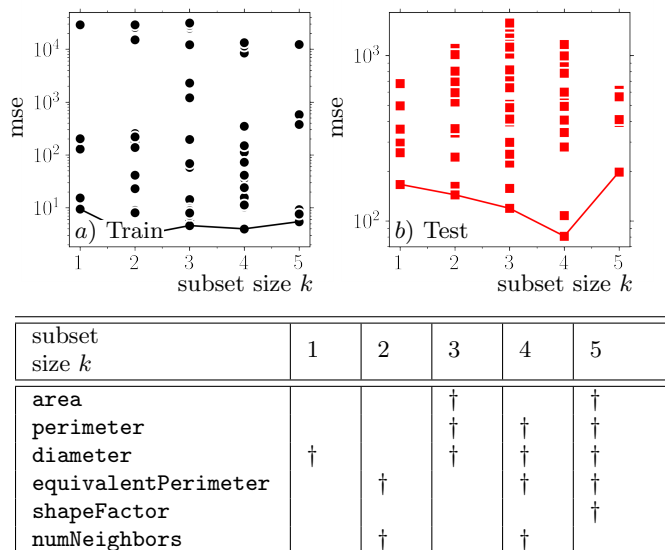 10^4
10^3
10^2
10^1
mse
a) Train
1 2 3 4 5
subset size k
10^3
10^2
mse
b) Test
1 2 3 4 5
subset size k
subset size k 1 2 3 4 5
area † †
perimeter † † †
diameter † † † †
equivalentPerimeter † † †
shapeFactor †
numNeighbors † †